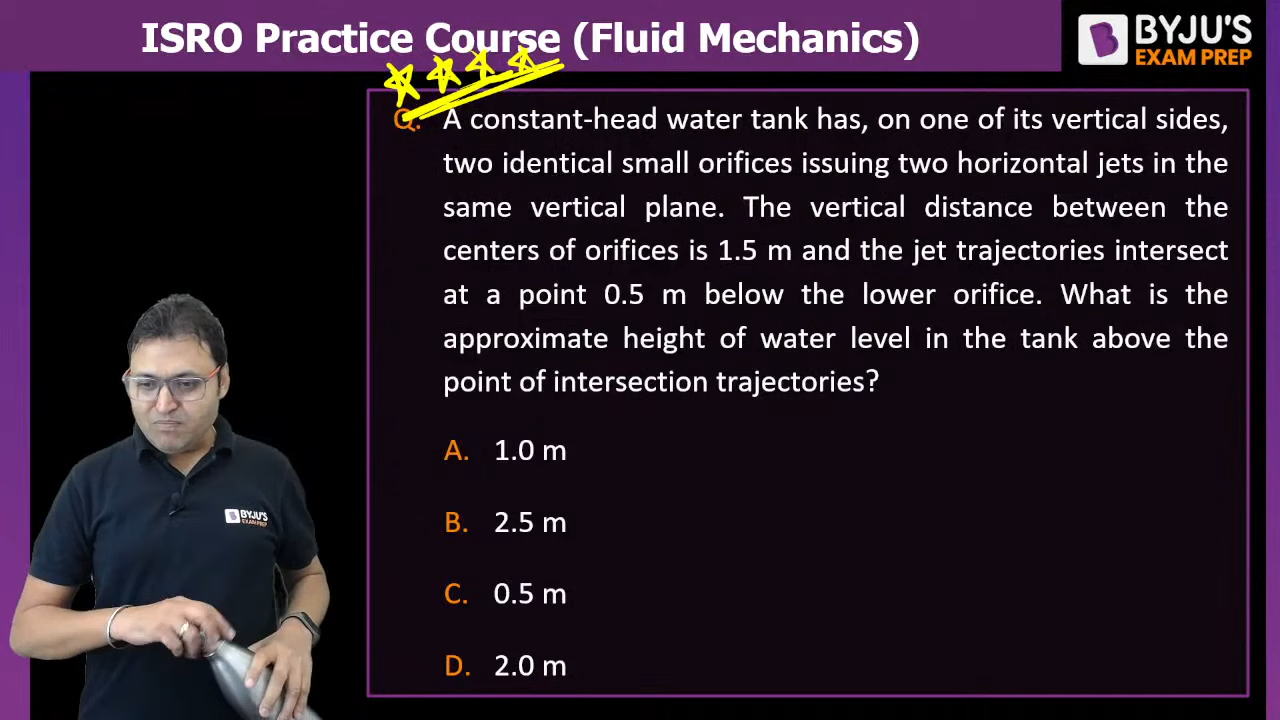 ISRO Practice Course (Fluid Mechanics)
BYJU'S
EXAM PREP
Q. A constant-head water tank has, on one of its vertical sides,
two identical small orifices issuing two horizontal jets in the
same vertical plane. The vertical distance between the
centers of orifices is 1.5 m and the jet trajectories intersect
at a point 0.5 m below the lower orifice. What is the
approximate height of water level in the tank above the
point of intersection trajectories?
A. 1.0 m
B. 2.5 m
C. 0.5 m
D. 2.0 m
BYJU'S
EXAM PREP